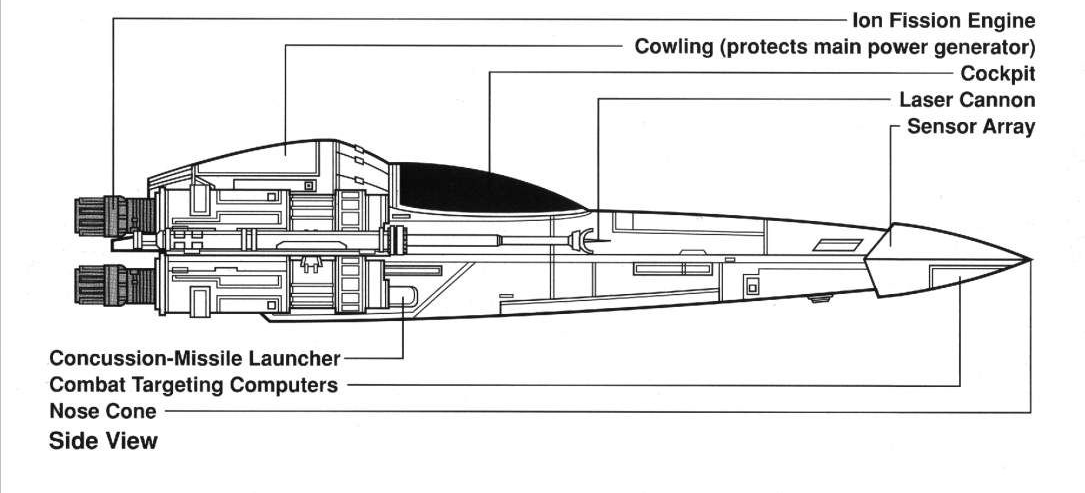 Ion Fission Engine
Cowling (protects main power generator)
Cockpit
Laser Cannon
Sensor Array
Concussion-Missile Launcher
Combat Targeting Computers
Nose Cone
Side View